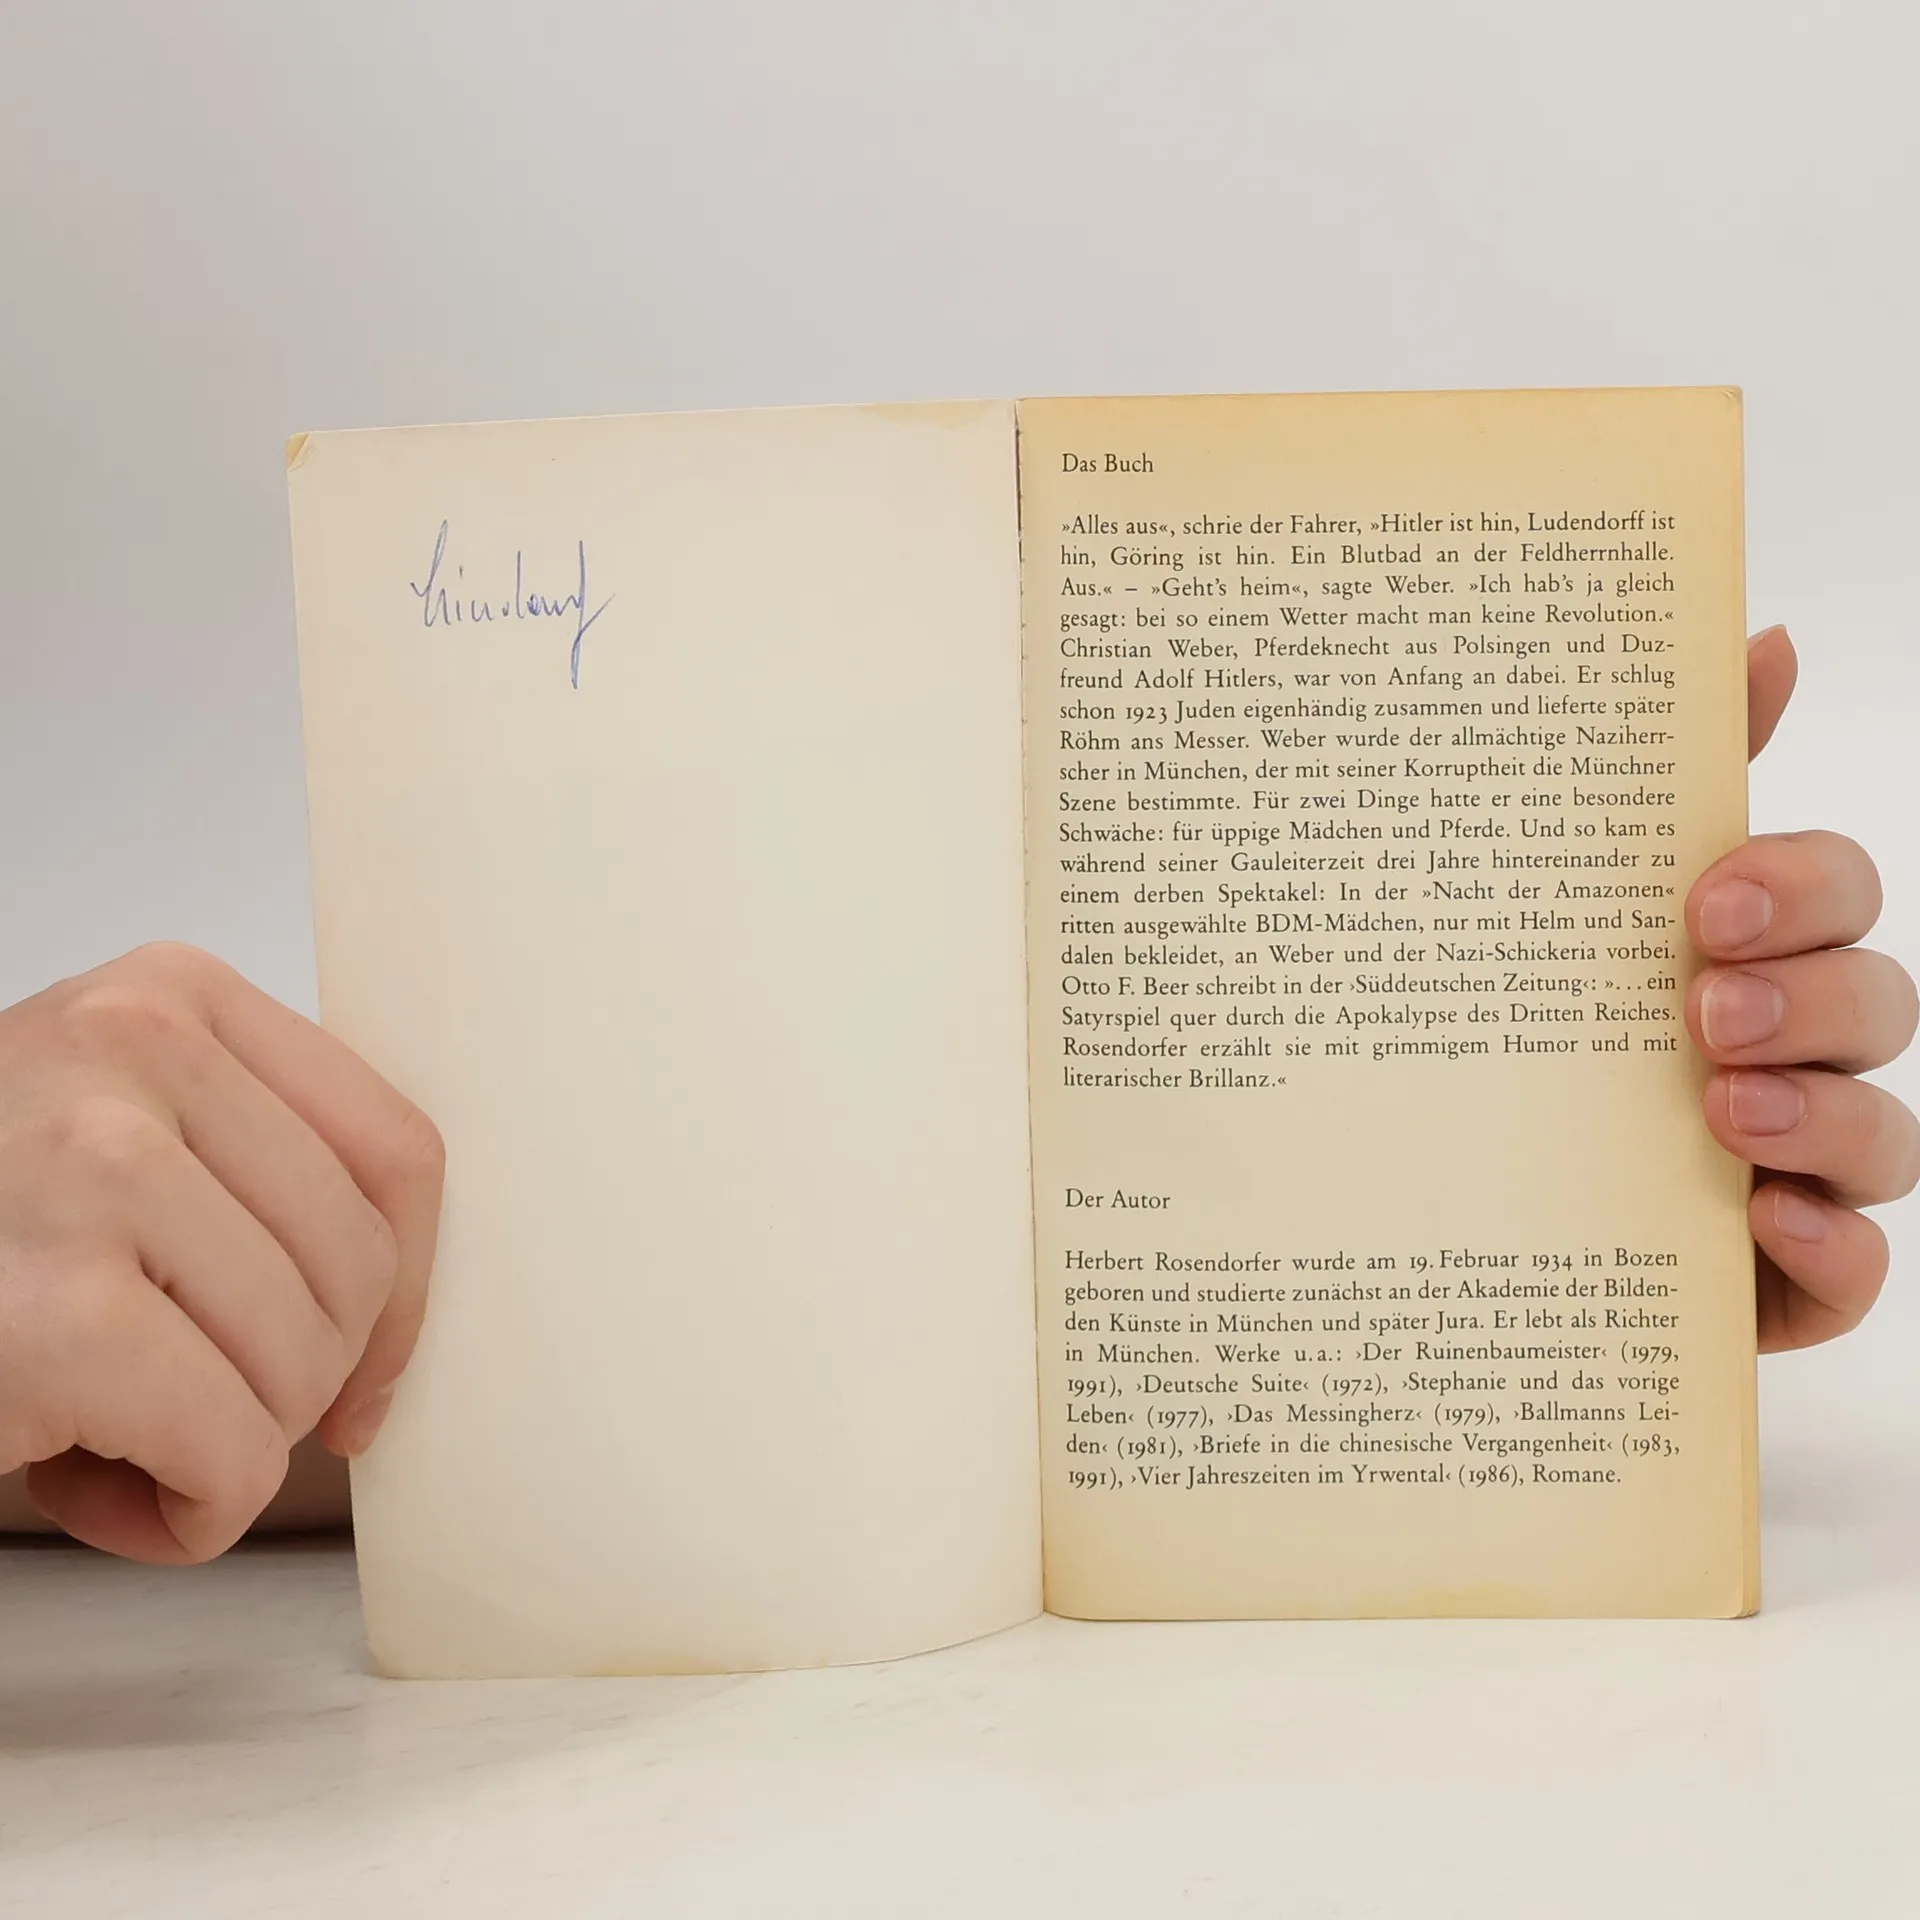 Das Buch
»Alles aus«, schrie der Fahrer, »Hitler ist hin, Ludendorff ist
hin, Göring ist hin. Ein Blutbad an der Feldherrnhalle.
Aus.« – »Geht's heim«, sagte Weber. »Ich hab's ja gleich
gesagt: bei so einem Wetter macht man keine Revolution.«
Christian Weber, Pferdeknecht aus Polsingen und Duz-
freund Adolf Hitlers, war von Anfang an dabei. Er schlug
schon 1923 Juden eigenhändig zusammen und lieferte später
Röhm ans Messer. Weber wurde der allmächtige Naziherr-
scher in München, der mit seiner Korruptheit die Münchner
Szene bestimmte. Für zwei Dinge hatte er eine besondere
Schwäche: für üppige Mädchen und Pferde. Und so kam es
während seiner Gauleiterzeit drei Jahre hintereinander zu
einem derben Spektakel: In der »Nacht der Amazonen«
ritten ausgewählte BDM-Mädchen, nur mit Helm und San-
dalen bekleidet, an Weber und der Nazi-Schickeria vorbei.
Otto F. Beer schreibt in der ›Süddeutschen Zeitung‹: »... ein
Satyrspiel quer durch die Apokalypse des Dritten Reiches.
Rosendorfer erzählt sie mit grimmigem Humor und mit
literarischer Brillanz.«
Der Autor
Herbert Rosendorfer wurde am 19. Februar 1934 in Bozen
geboren und studierte zunächst an der Akademie der Bilden-
den Künste in München und später Jura. Er lebt als Richter
in München. Werke u.a.: ›Der Ruinenbaumeister‹ (1979,
1991), ›Deutsche Suite‹ (1972), ›Stephanie und das vorige
Leben‹ (1977), ›Das Messingherz‹ (1979), ›Ballmanns Lei-
den‹ (1981), ›Briefe in die chinesische Vergangenheit‹ (1983,
1991), ›Vier Jahreszeiten im Yrwental‹ (1986), Romane.